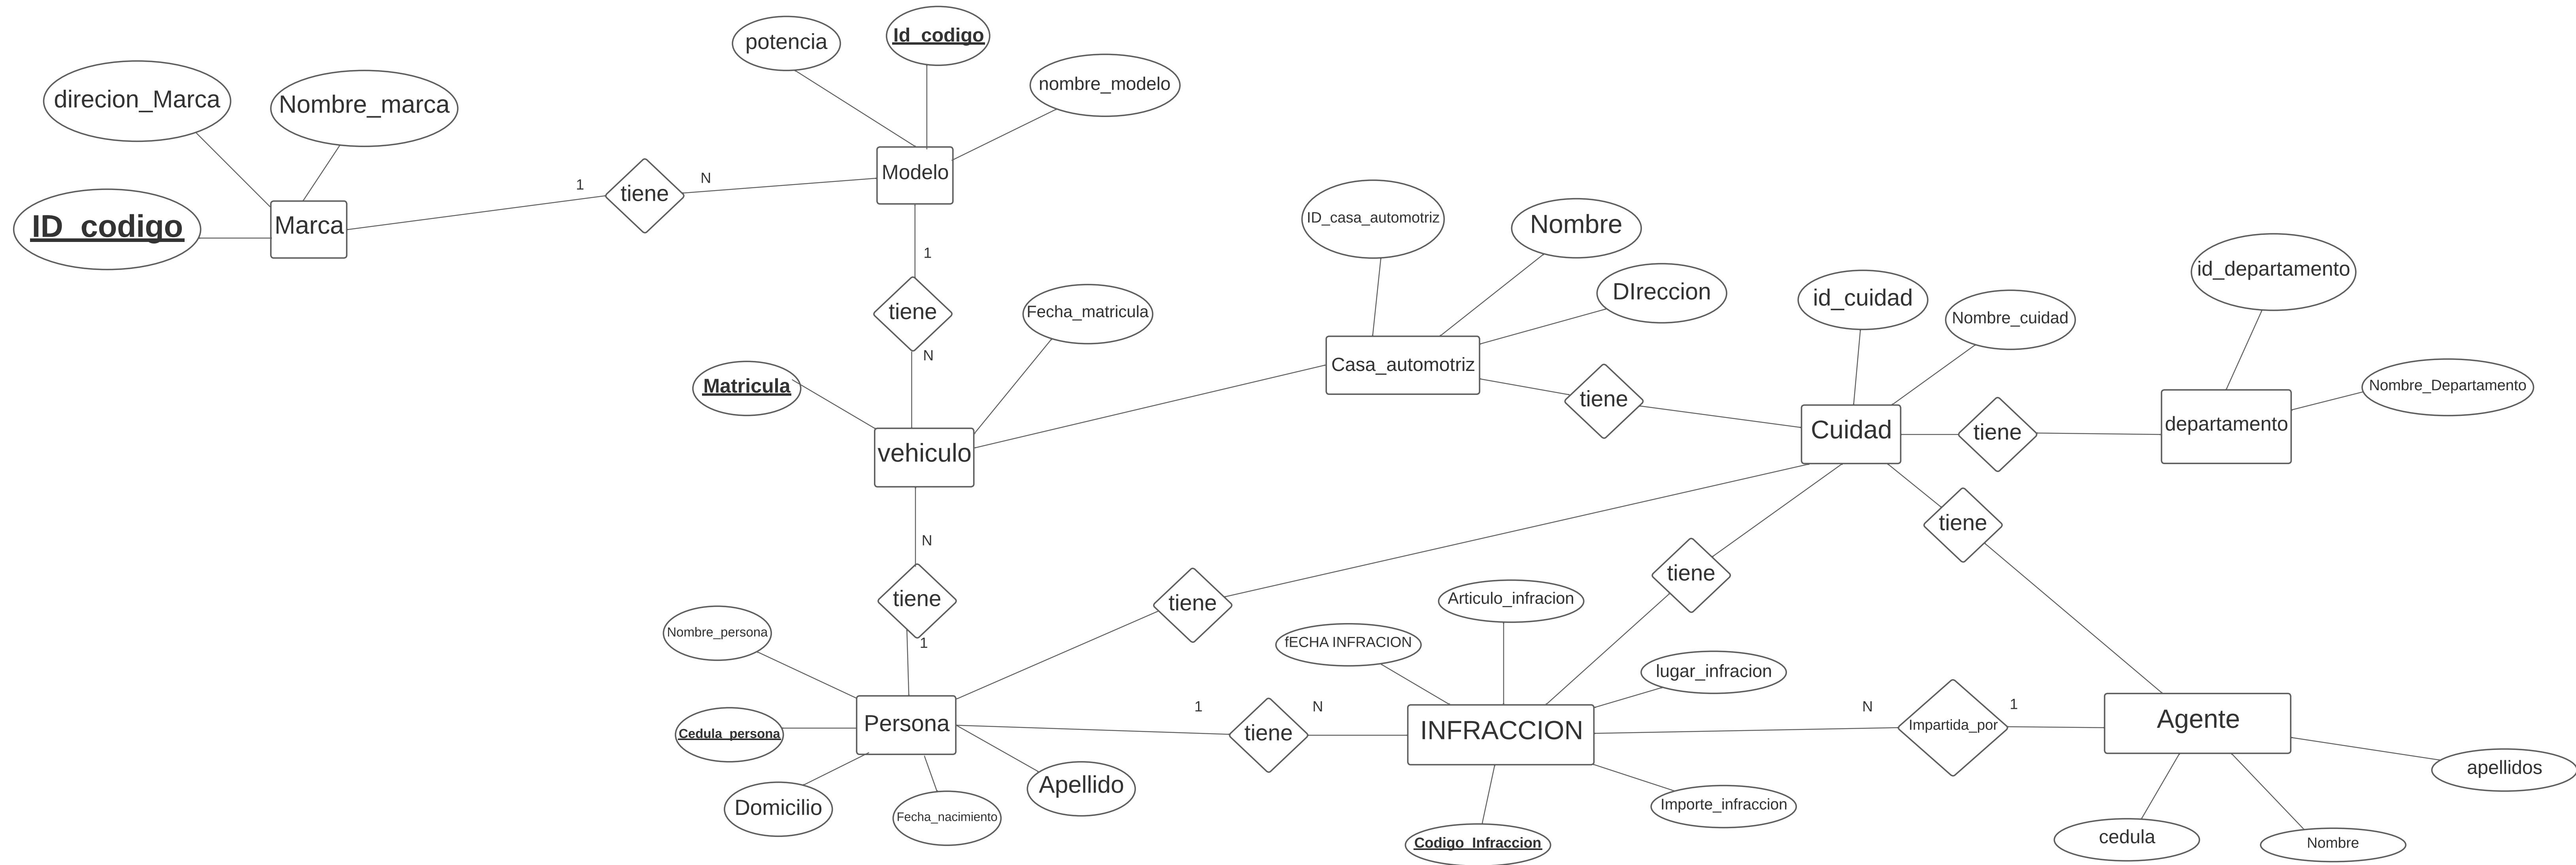 potencia
Id_codigo
nombre_modelo
direcion_Marca
Nombre_marca
ID_codigo
Marca
1
tiene
N
Modelo
1
tiene
N
Fecha_matricula
Matricula
vehiculo
ID_casa_automotriz
Nombre
DIreccion
Casa_automotriz
tiene
id_cuidad
Nombre_cuidad
Cuidad
tiene
id_departamento
Nombre_Departamento
departamento
N
tiene
1
tiene
tiene
tiene
Nombre_persona
Cedula_persona
Persona
Domicilio
Fecha_nacimiento
Apellido
1
tiene
N
fECHA INFRACION
Articulo_infracion
lugar_infracion
INFRACCION
Importe_infraccion
Codigo_Infraccion
N
Impartida_por
1
Agente
apellidos
cedula
Nombre